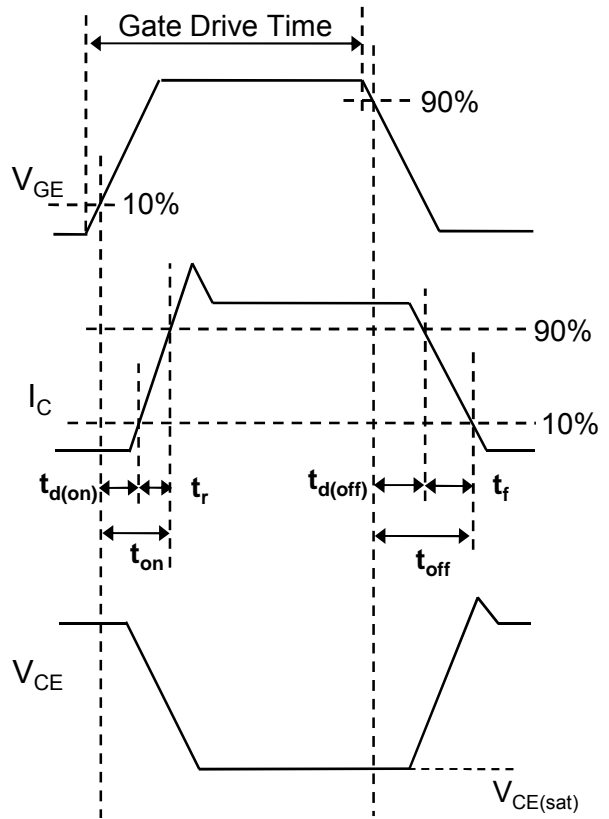 Gate Drive Time
90%
V_GE
10%
90%
I_C
10%
t_d(on)
t_r
t_d(off)
t_f
t_on
t_off
V_CE
V_CE(sat)